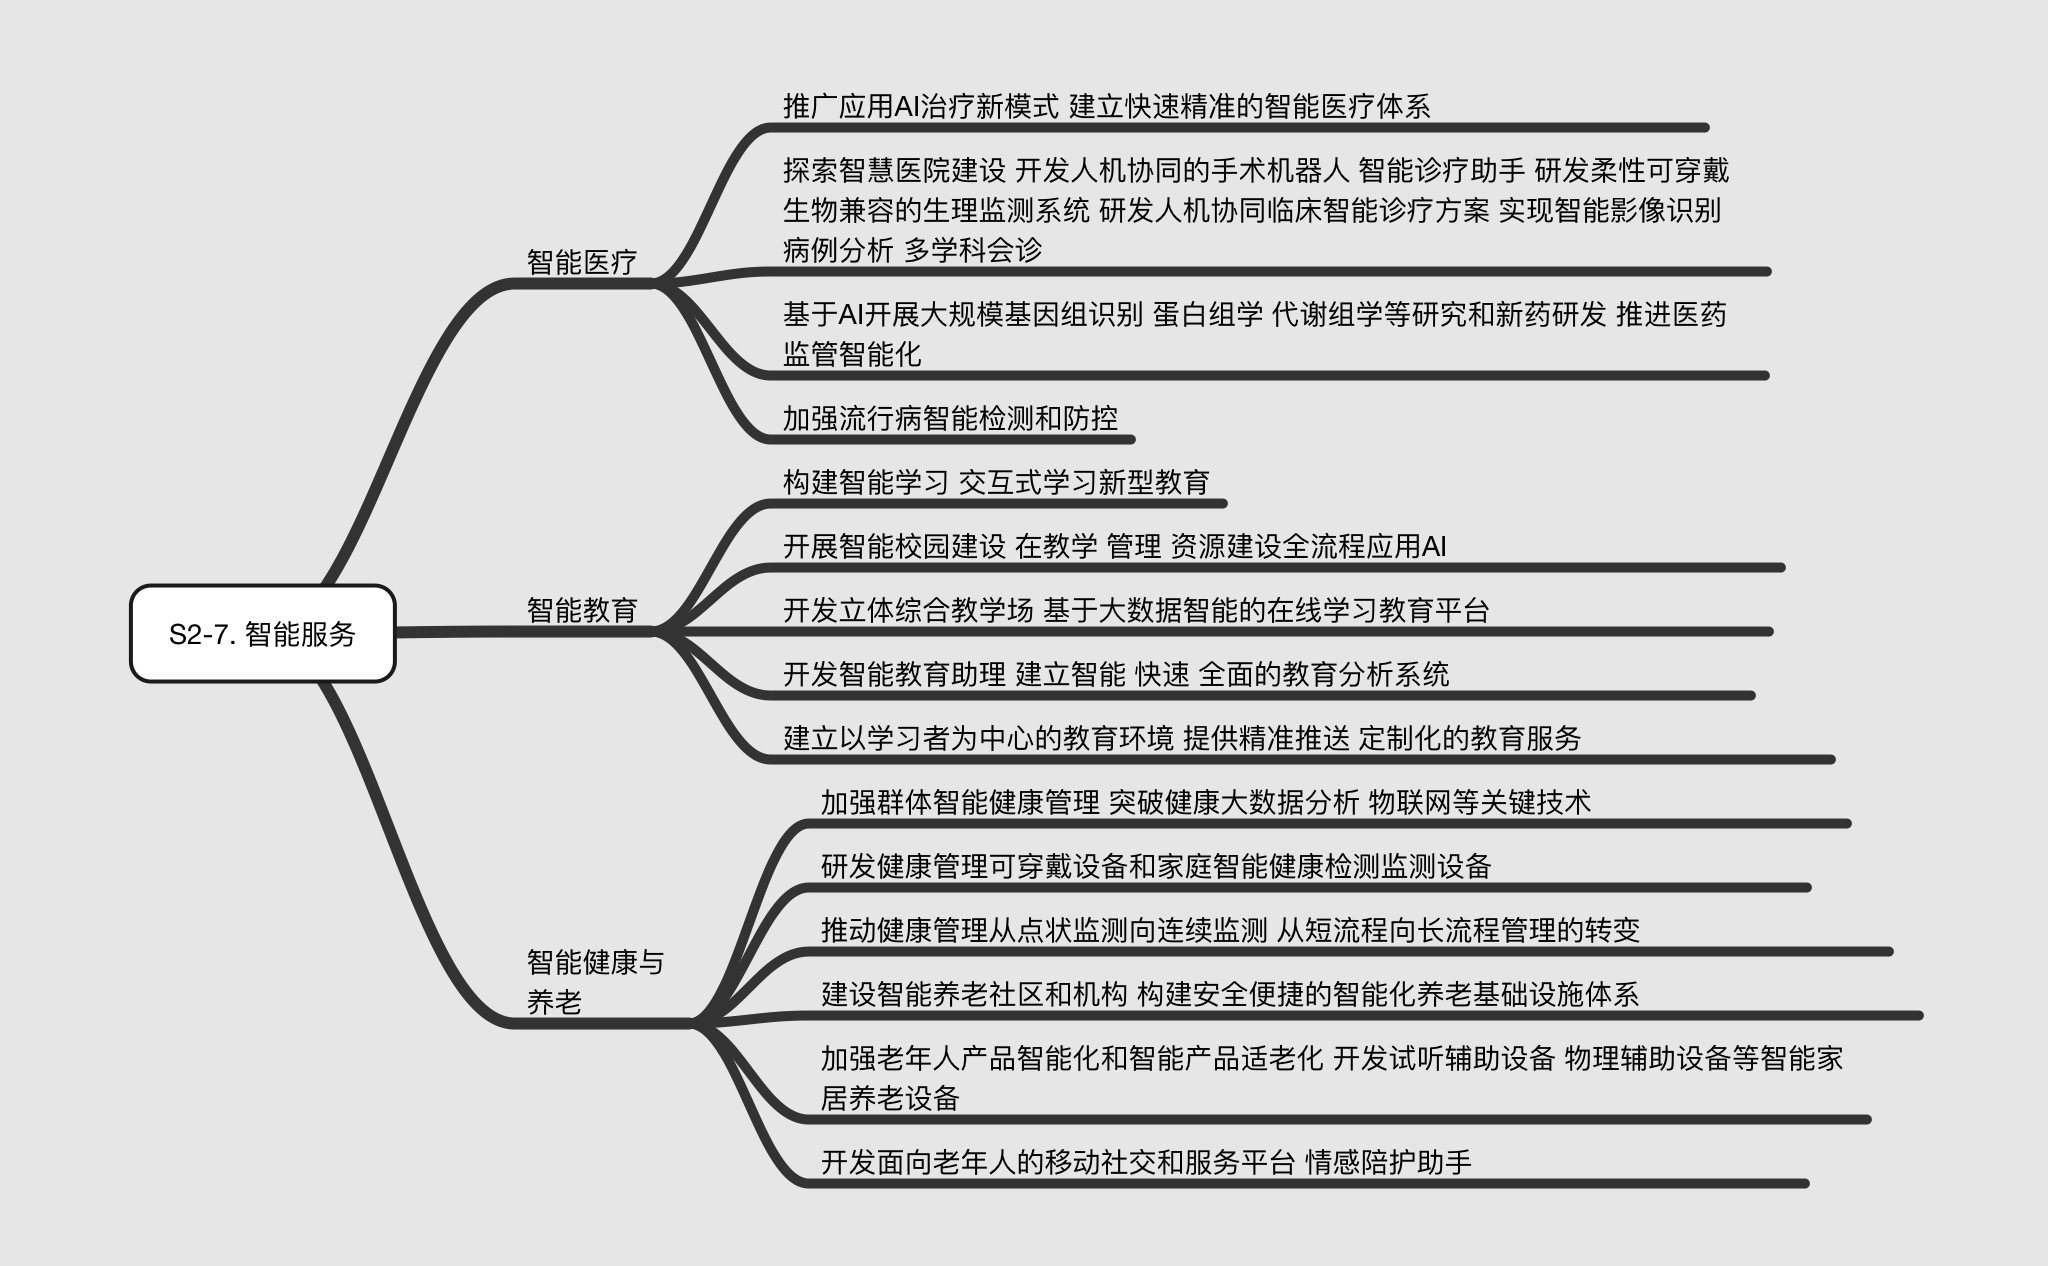 推广应用AI治疗新模式 建立快速精准的智能医疗体系
探索智慧医院建设 开发人机协同的手术机器人 智能诊疗助手 研发柔性可穿戴
生物兼容的生理监测系统 研发人机协同临床智能诊疗方案 实现智能影像识别
病例分析 多学科会诊
智能医疗
基于AI开展大规模基因组识别 蛋白组学 代谢组学等研究和新药研发 推进医药
监管智能化
加强流行病智能检测和防控
构建智能学习 交互式学习新型教育
开展智能校园建设 在教学 管理 资源建设全流程应用AI
智能教育
开发立体综合教学场 基于大数据智能的在线学习教育平台
S2-7. 智能服务
开发智能教育助理 建立智能 快速 全面的教育分析系统
建立以学习者为中心的教育环境 提供精准推送 定制化的教育服务
加强群体智能健康管理 突破健康大数据分析 物联网等关键技术
研发健康管理可穿戴设备和家庭智能健康检测监测设备
推动健康管理从点状监测向连续监测 从短流程向长流程管理的转变
智能健康与
养老
建设智能养老社区和机构 构建安全便捷的智能化养老基础设施体系
加强老年人产品智能化和智能产品适老化 开发试听辅助设备 物理辅助设备等智能家
居养老设备
开发面向老年人的移动社交和服务平台 情感陪护助手